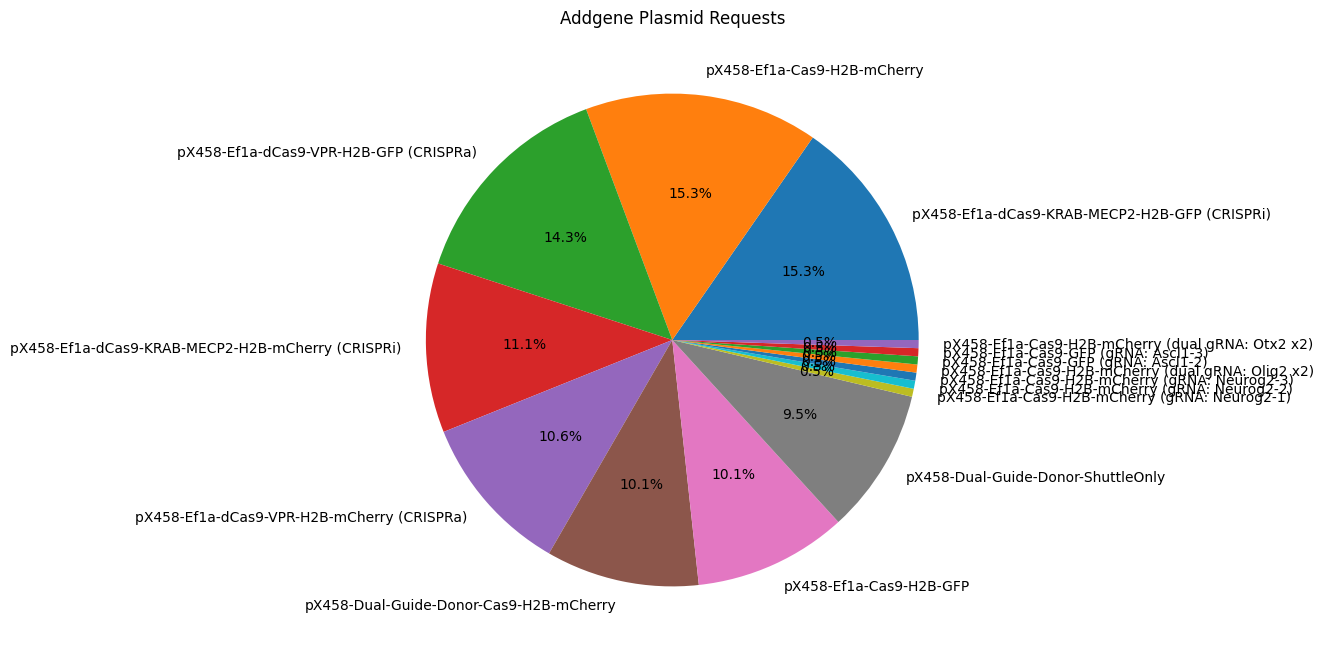 Addgene Plasmid Requests
pX458-Ef1a-Cas9-H2B-mCherry
pX458-Ef1a-dCas9-VPR-H2B-GFP (CRISPRa)
15.3%
pX458-Ef1a-dCas9-KRAB-MECP2-H2B-GFP (CRISPRi)
14.3%
15.3%
pX458-Ef1a-dCas9-KRAB-MECP2-H2B-mCherry (CRISPRi)
11.1%
0.5%
pX458-Ef1a-Cas9-H2B-mCherry (dual gRNA: Otx2 x2)
pX458-Ef1a-Cas9-GFP (gRNA: Ascl1-3)
pX458-Ef1a-Cas9-GFP (gRNA: Ascl1-2)
pX458-Ef1a-Cas9-H2B-mCherry (dual gRNA: Olig2 x2)
pX458-Ef1a-Cas9-H2B-mCherry (gRNA: Neurog2-3)
pX458-Ef1a-Cas9-H2B-mCherry (gRNA: Neurog2-2)
0.5%
pX458-Ef1a-Cas9-H2B-mCherry (gRNA: Neurog2-1)
9.5%
10.6%
10.1%
10.1%
pX458-Dual-Guide-Donor-ShuttleOnly
pX458-Ef1a-dCas9-VPR-H2B-mCherry (CRISPRa)
pX458-Ef1a-Cas9-H2B-GFP
pX458-Dual-Guide-Donor-Cas9-H2B-mCherry